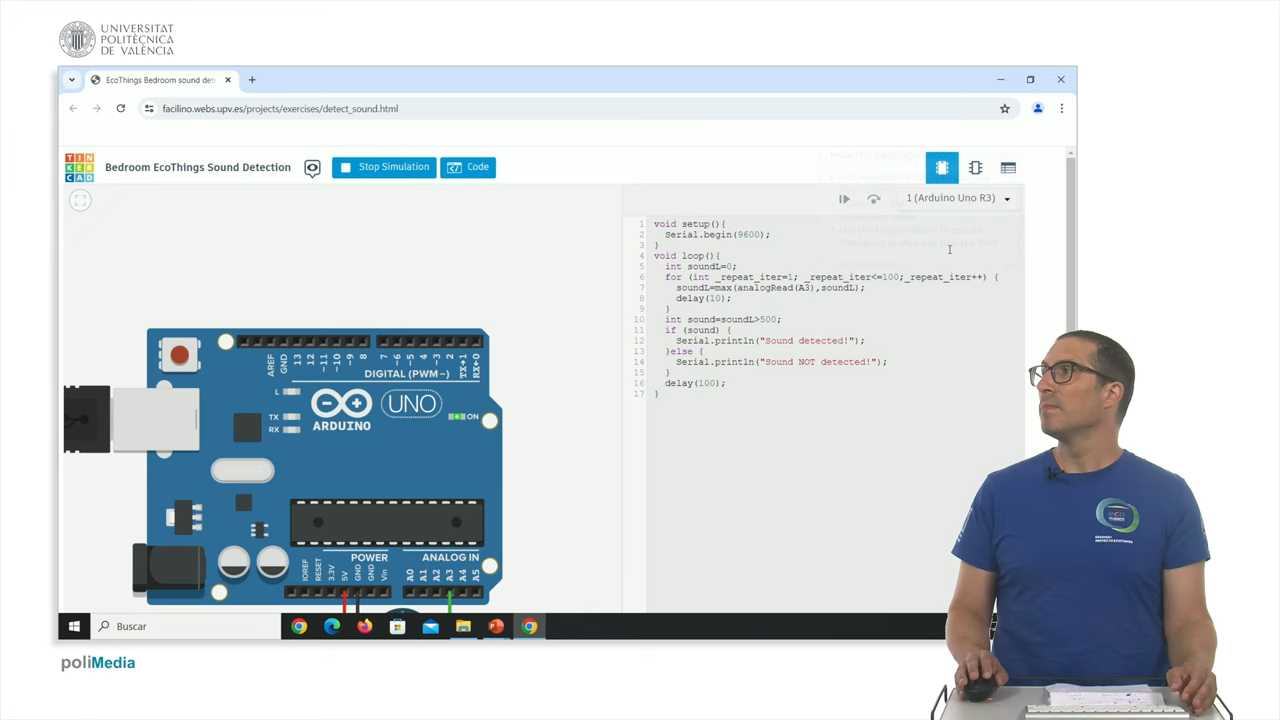 UNIVERSITAT
POLITÈCNICA
DE VALÈNCIA
EcoThings Bedroom sound det
facilino.webs.upv.es/projects/exercises/detect_sound.html
TIN
KER
CAD
Bedroom EcoThings Sound Detection
Stop Simulation
Code
1 (Arduino Uno R3)
1 void setup(){
2 Serial.begin(9600);
3 }
4 void loop(){
5 int soundL=0;
6 for (int _repeat_iter=1; _repeat_iter<=100;_repeat_iter++) {
7 soundL=max(analogRead(A3),soundL);
8 delay(10);
9 }
10 int sound=soundL>500;
11 if (sound) {
12 Serial.println("Sound detected!");
13 }else {
14 Serial.println("Sound NOT detected!");
15 }
16 delay(100);
17 }
AREF
GND
13
12
~11
~10
~9
8
7
~6
~5
4
~3
2
TX→1
RX←0
DIGITAL (PWM~)
L
TX
RX
UNO
ARDUINO
ON
POWER
ANALOG IN
IOREF
RESET
3.3V
5V
GND
GND
Vin
A0
A1
A2
A3
A4
A5
Buscar
eco
THINGS
poliMedia